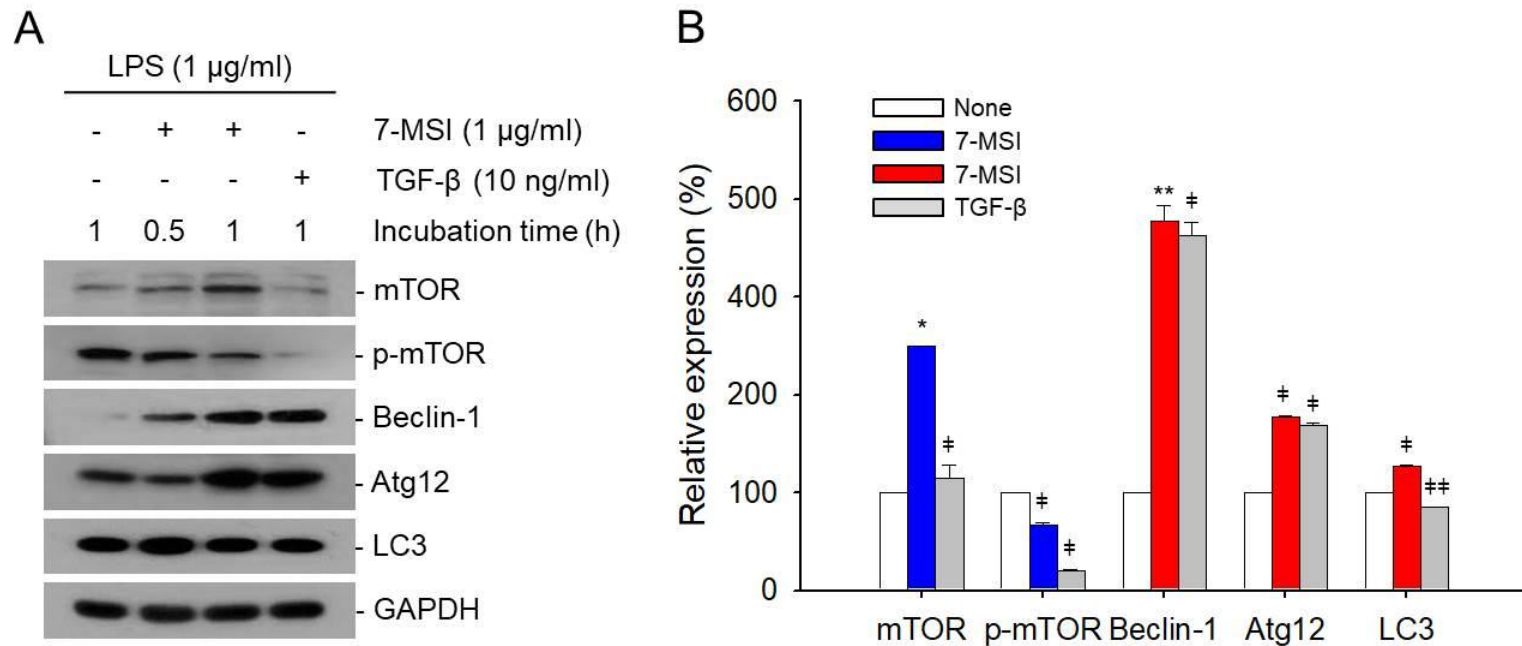 A
LPS (1 µg/ml)
- + + - 7-MSI (1 µg/ml)
- - - + TGF-β (10 ng/ml)
1 0.5 1 1 Incubation time (h)
- mTOR
- p-mTOR
- Beclin-1
- Atg12
- LC3
- GAPDH
B
Relative expression (%)
600
500
400
200
100
0
None
7-MSI
7-MSI
TGF-β
* ǂ
ǂ ǂ
** ǂ
ǂ ǂ
ǂ ǂǂ
mTOR p-mTOR Beclin-1 Atg12 LC3